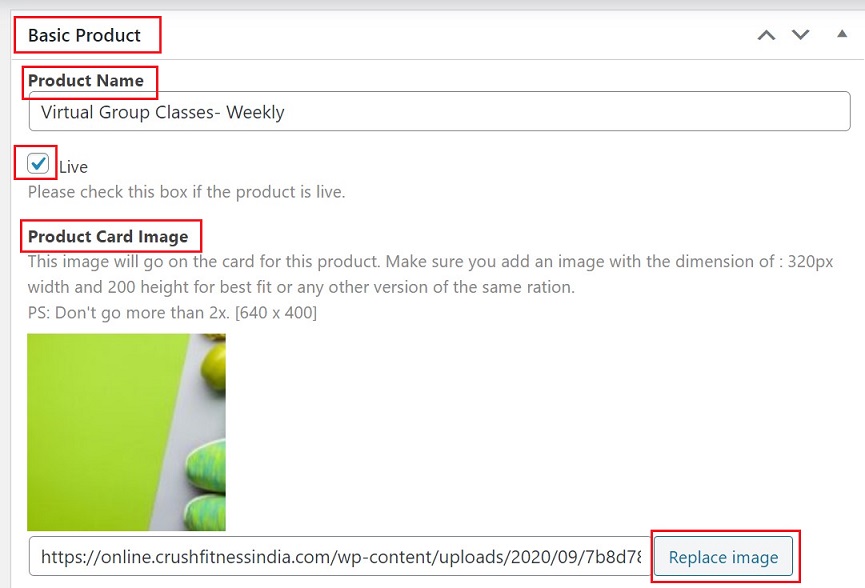 Basic Product
Product Name
Virtual Group Classes- Weekly
Live
Please check this box if the product is live.
Product Card Image
This image will go on the card for this product. Make sure you add an image with the dimension of : 320px
width and 200 height for best fit or any other version of the same ration.
PS: Don't go more than 2x. [640 x 400]
https://online.crushfitnessindia.com/wp-content/uploads/2020/09/7b8d78
Replace image